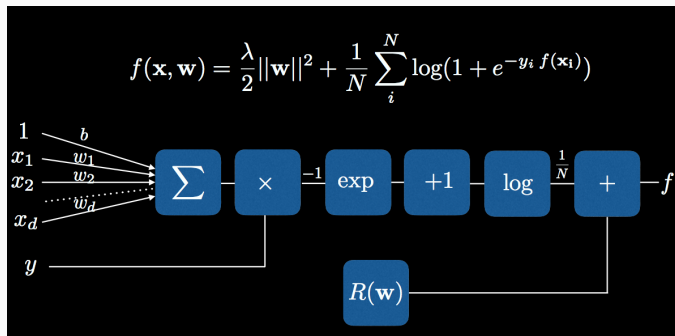 f(x, w) = λ/2 ||w||² + 1/N ∑_i^N log(1 + e^{-y_i f(x_i)})
1
b
x₁
w₁
x₂
w₂
w_d
x_d
y
∑
×
−1
exp
+1
log
1/N
+
f
R(w)